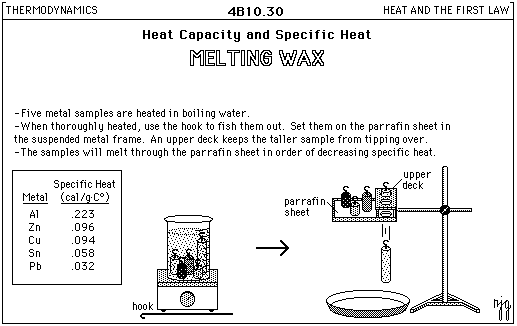 THERMODYNAMICS 4B10.30 HEAT AND THE FIRST LAW
Heat Capacity and Specific Heat
MELTING WAX
-Five metal samples are heated in boiling water.
-When thoroughly heated, use the hook to fish them out. Set them on the parrafin sheet in
the suspended metal frame. An upper deck keeps the taller sample from tipping over.
-The samples will melt through the parrafin sheet in order of decreasing specific heat.
Specific Heat
Metal (cal/g·C°)
Al .223
Zn .096
Cu .094
Sn .058
Pb .032
upper
deck
parrafin
sheet
hook
njg